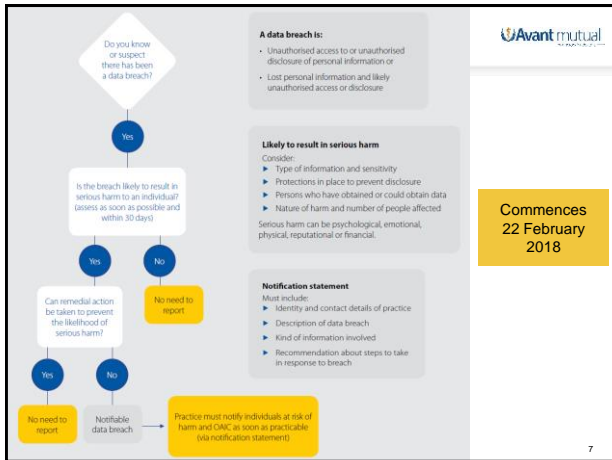 Do you know
or suspect
there has been
a data breach?
Yes
Is the breach likely to result in
serious harm to an individual?
(assess as soon as possible and
within 30 days)
Yes
No
Can remedial action
be taken to prevent
the likelihood of
serious harm?
No need to
report
Yes
No
No need to
report
Notifiable
data breach
Practice must notify individuals at risk of
harm and OAIC as soon as practicable
(via notification statement)
A data breach is:
• Unauthorised access to or unauthorised
disclosure of personal information or
• Lost personal information and likely
unauthorised access or disclosure
Likely to result in serious harm
Consider:
▶ Type of information and sensitivity
▶ Protections in place to prevent disclosure
▶ Persons who have obtained or could obtain data
▶ Nature of harm and number of people affected
Serious harm can be psychological, emotional,
physical, reputational or financial.
Notification statement
Must include:
▶ Identity and contact details of practice
▶ Description of data breach
▶ Kind of information involved
▶ Recommendation about steps to take
in response to breach
Avant mutual
Commences
22 February
2018
7